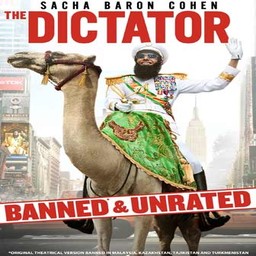 SACHA BARON COHEN
THE DICTATOR
BANNED & UNRATED
*ORIGINAL THEATRICAL VERSION BANNED IN MALAYSIA, KAZAKHSTAN, TAJIKISTAN AND TURKMENISTAN